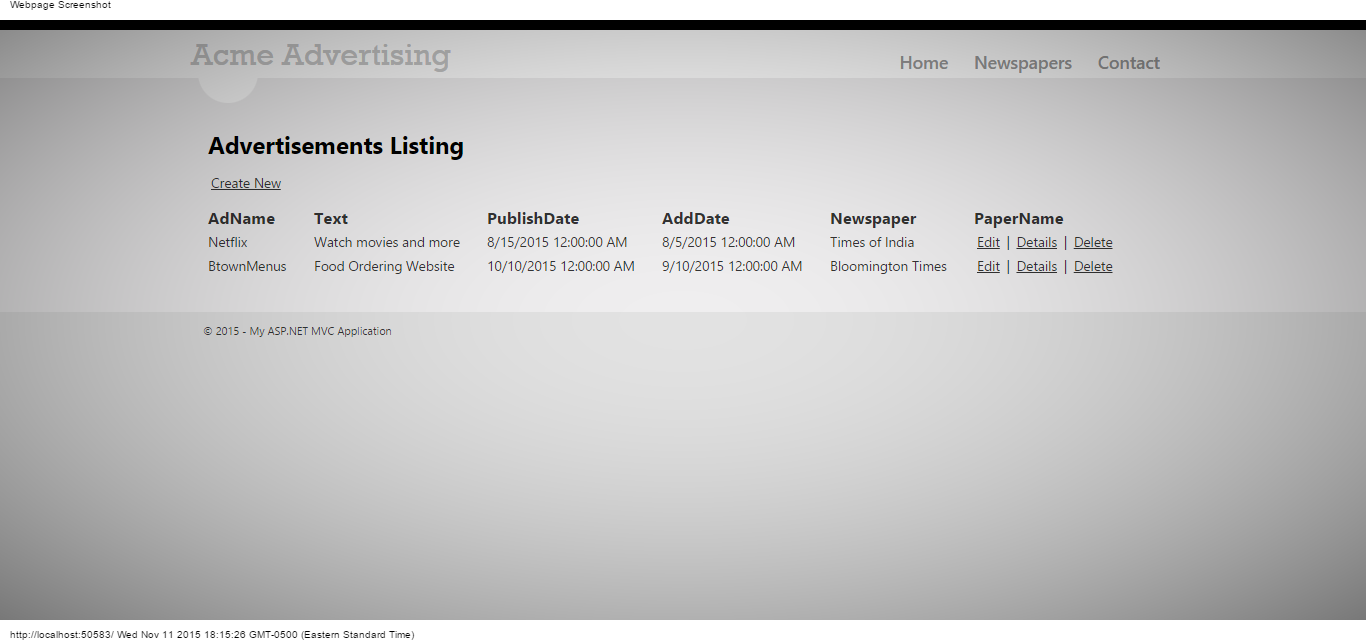 Webpage Screenshot
Acme Advertising
Home Newspapers Contact
Advertisements Listing
Create New
AdName Text PublishDate AddDate Newspaper PaperName
Netflix Watch movies and more 8/15/2015 12:00:00 AM 8/5/2015 12:00:00 AM Times of India Edit | Details | Delete
BtownMenus Food Ordering Website 10/10/2015 12:00:00 AM 9/10/2015 12:00:00 AM Bloomington Times Edit | Details | Delete
© 2015 - My ASP.NET MVC Application
http://localhost:50583/ Wed Nov 11 2015 18:15:26 GMT-0500 (Eastern Standard Time)